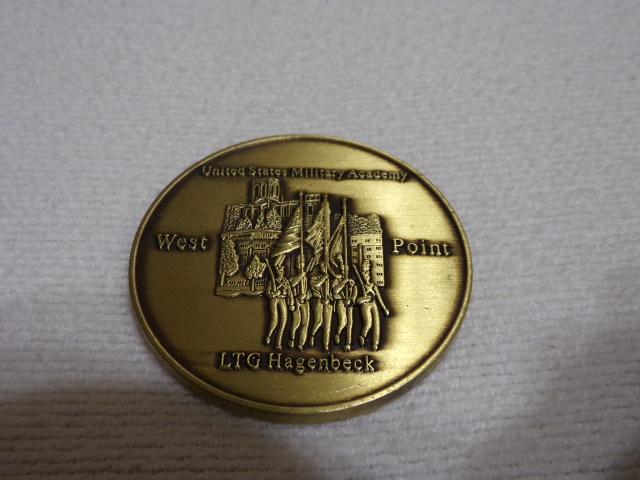 United States Military Academy
West Point
LTG Hagenbeck